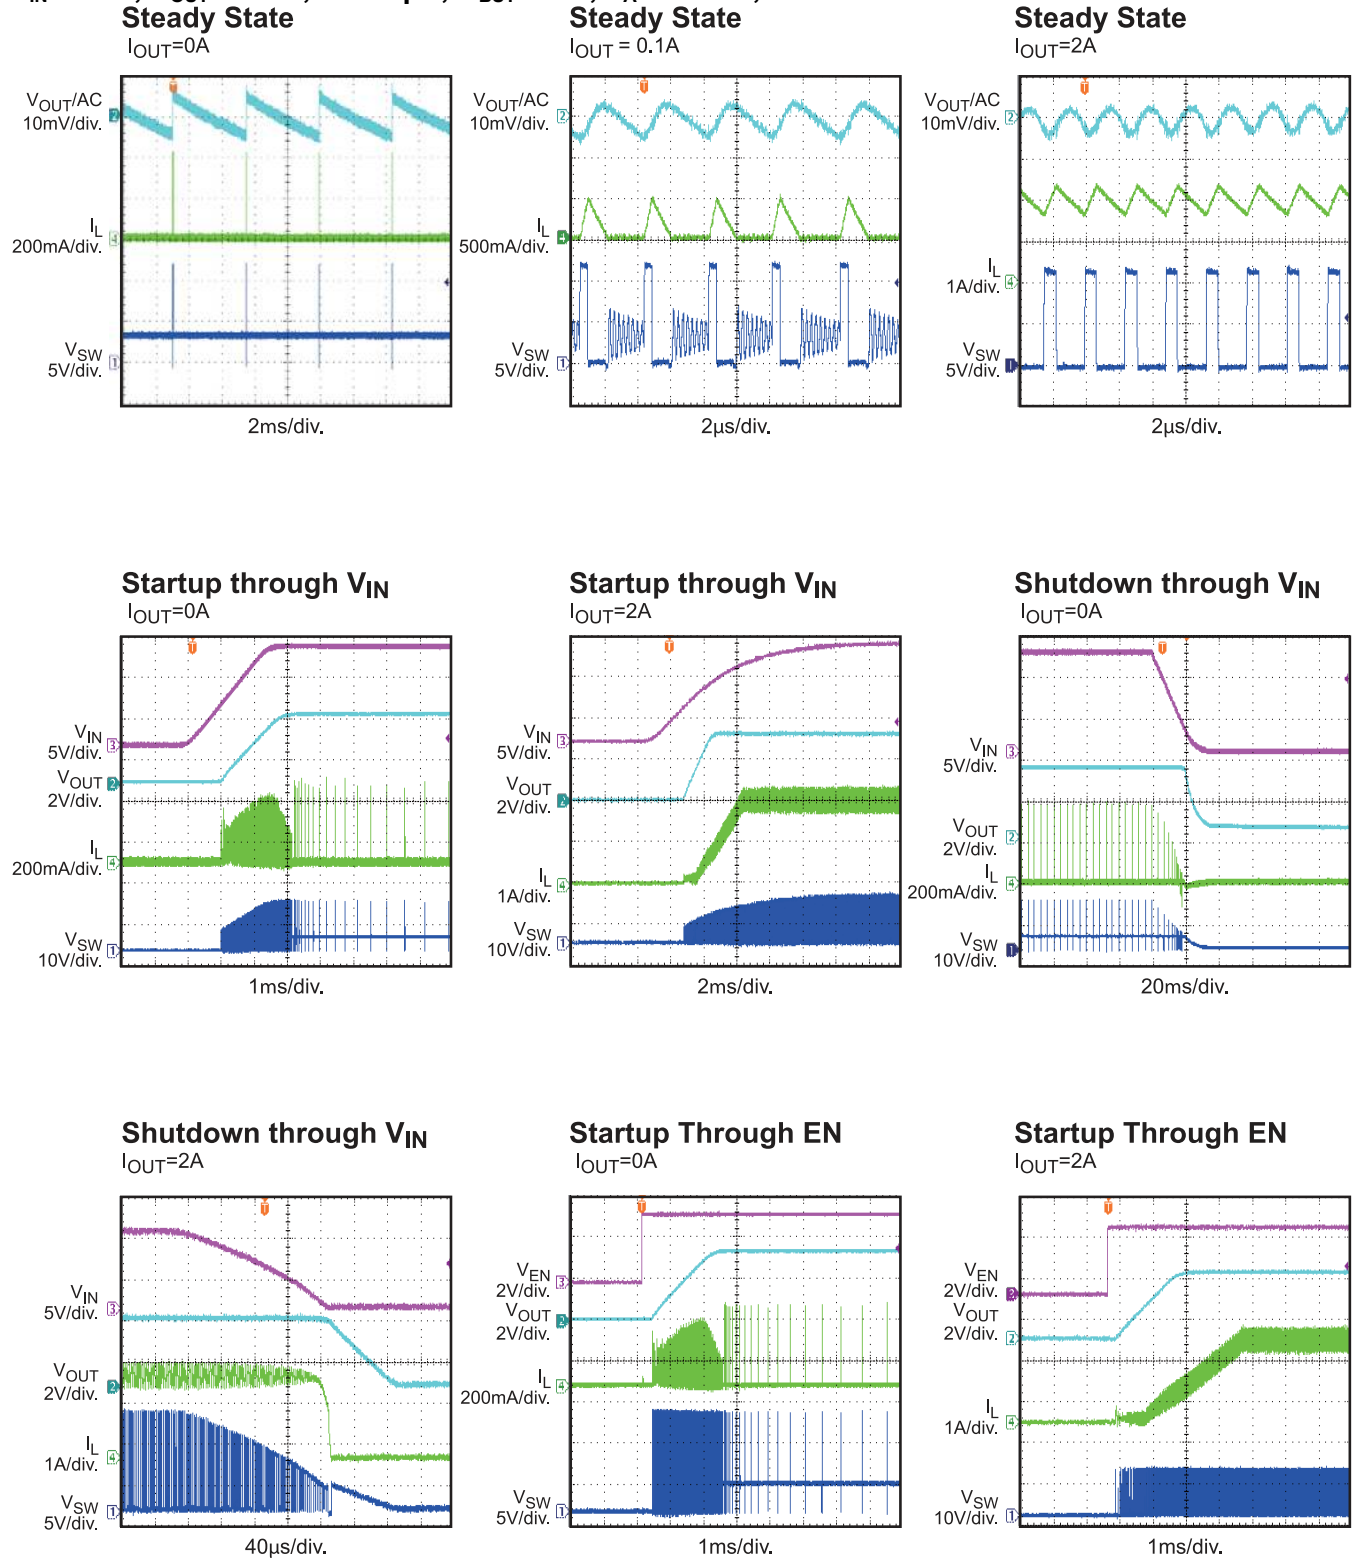 Steady State
IOUT=0A
VOUT/AC
10mV/div.
IL
200mA/div.
VSW
5V/div.
2ms/div.
Steady State
IOUT = 0.1A
VOUT/AC
10mV/div.
IL
500mA/div.
VSW
5V/div.
2µs/div.
Steady State
IOUT=2A
VOUT/AC
10mV/div.
IL
1A/div.
VSW
5V/div.
2µs/div.
Startup through VIN
IOUT=0A
VIN
5V/div.
VOUT
2V/div.
IL
200mA/div.
VSW
10V/div.
1ms/div.
Startup through VIN
IOUT=2A
VIN
5V/div.
VOUT
2V/div.
IL
1A/div.
VSW
10V/div.
2ms/div.
Shutdown through VIN
IOUT=0A
VIN
5V/div.
VOUT
2V/div.
IL
200mA/div.
VSW
10V/div.
20ms/div.
Shutdown through VIN
IOUT=2A
VIN
5V/div.
VOUT
2V/div.
IL
1A/div.
VSW
5V/div.
40µs/div.
Startup Through EN
IOUT=0A
VEN
2V/div.
VOUT
2V/div.
IL
200mA/div.
VSW
5V/div.
1ms/div.
Startup Through EN
IOUT=2A
VEN
2V/div.
VOUT
2V/div.
IL
1A/div.
VSW
10V/div.
1ms/div.